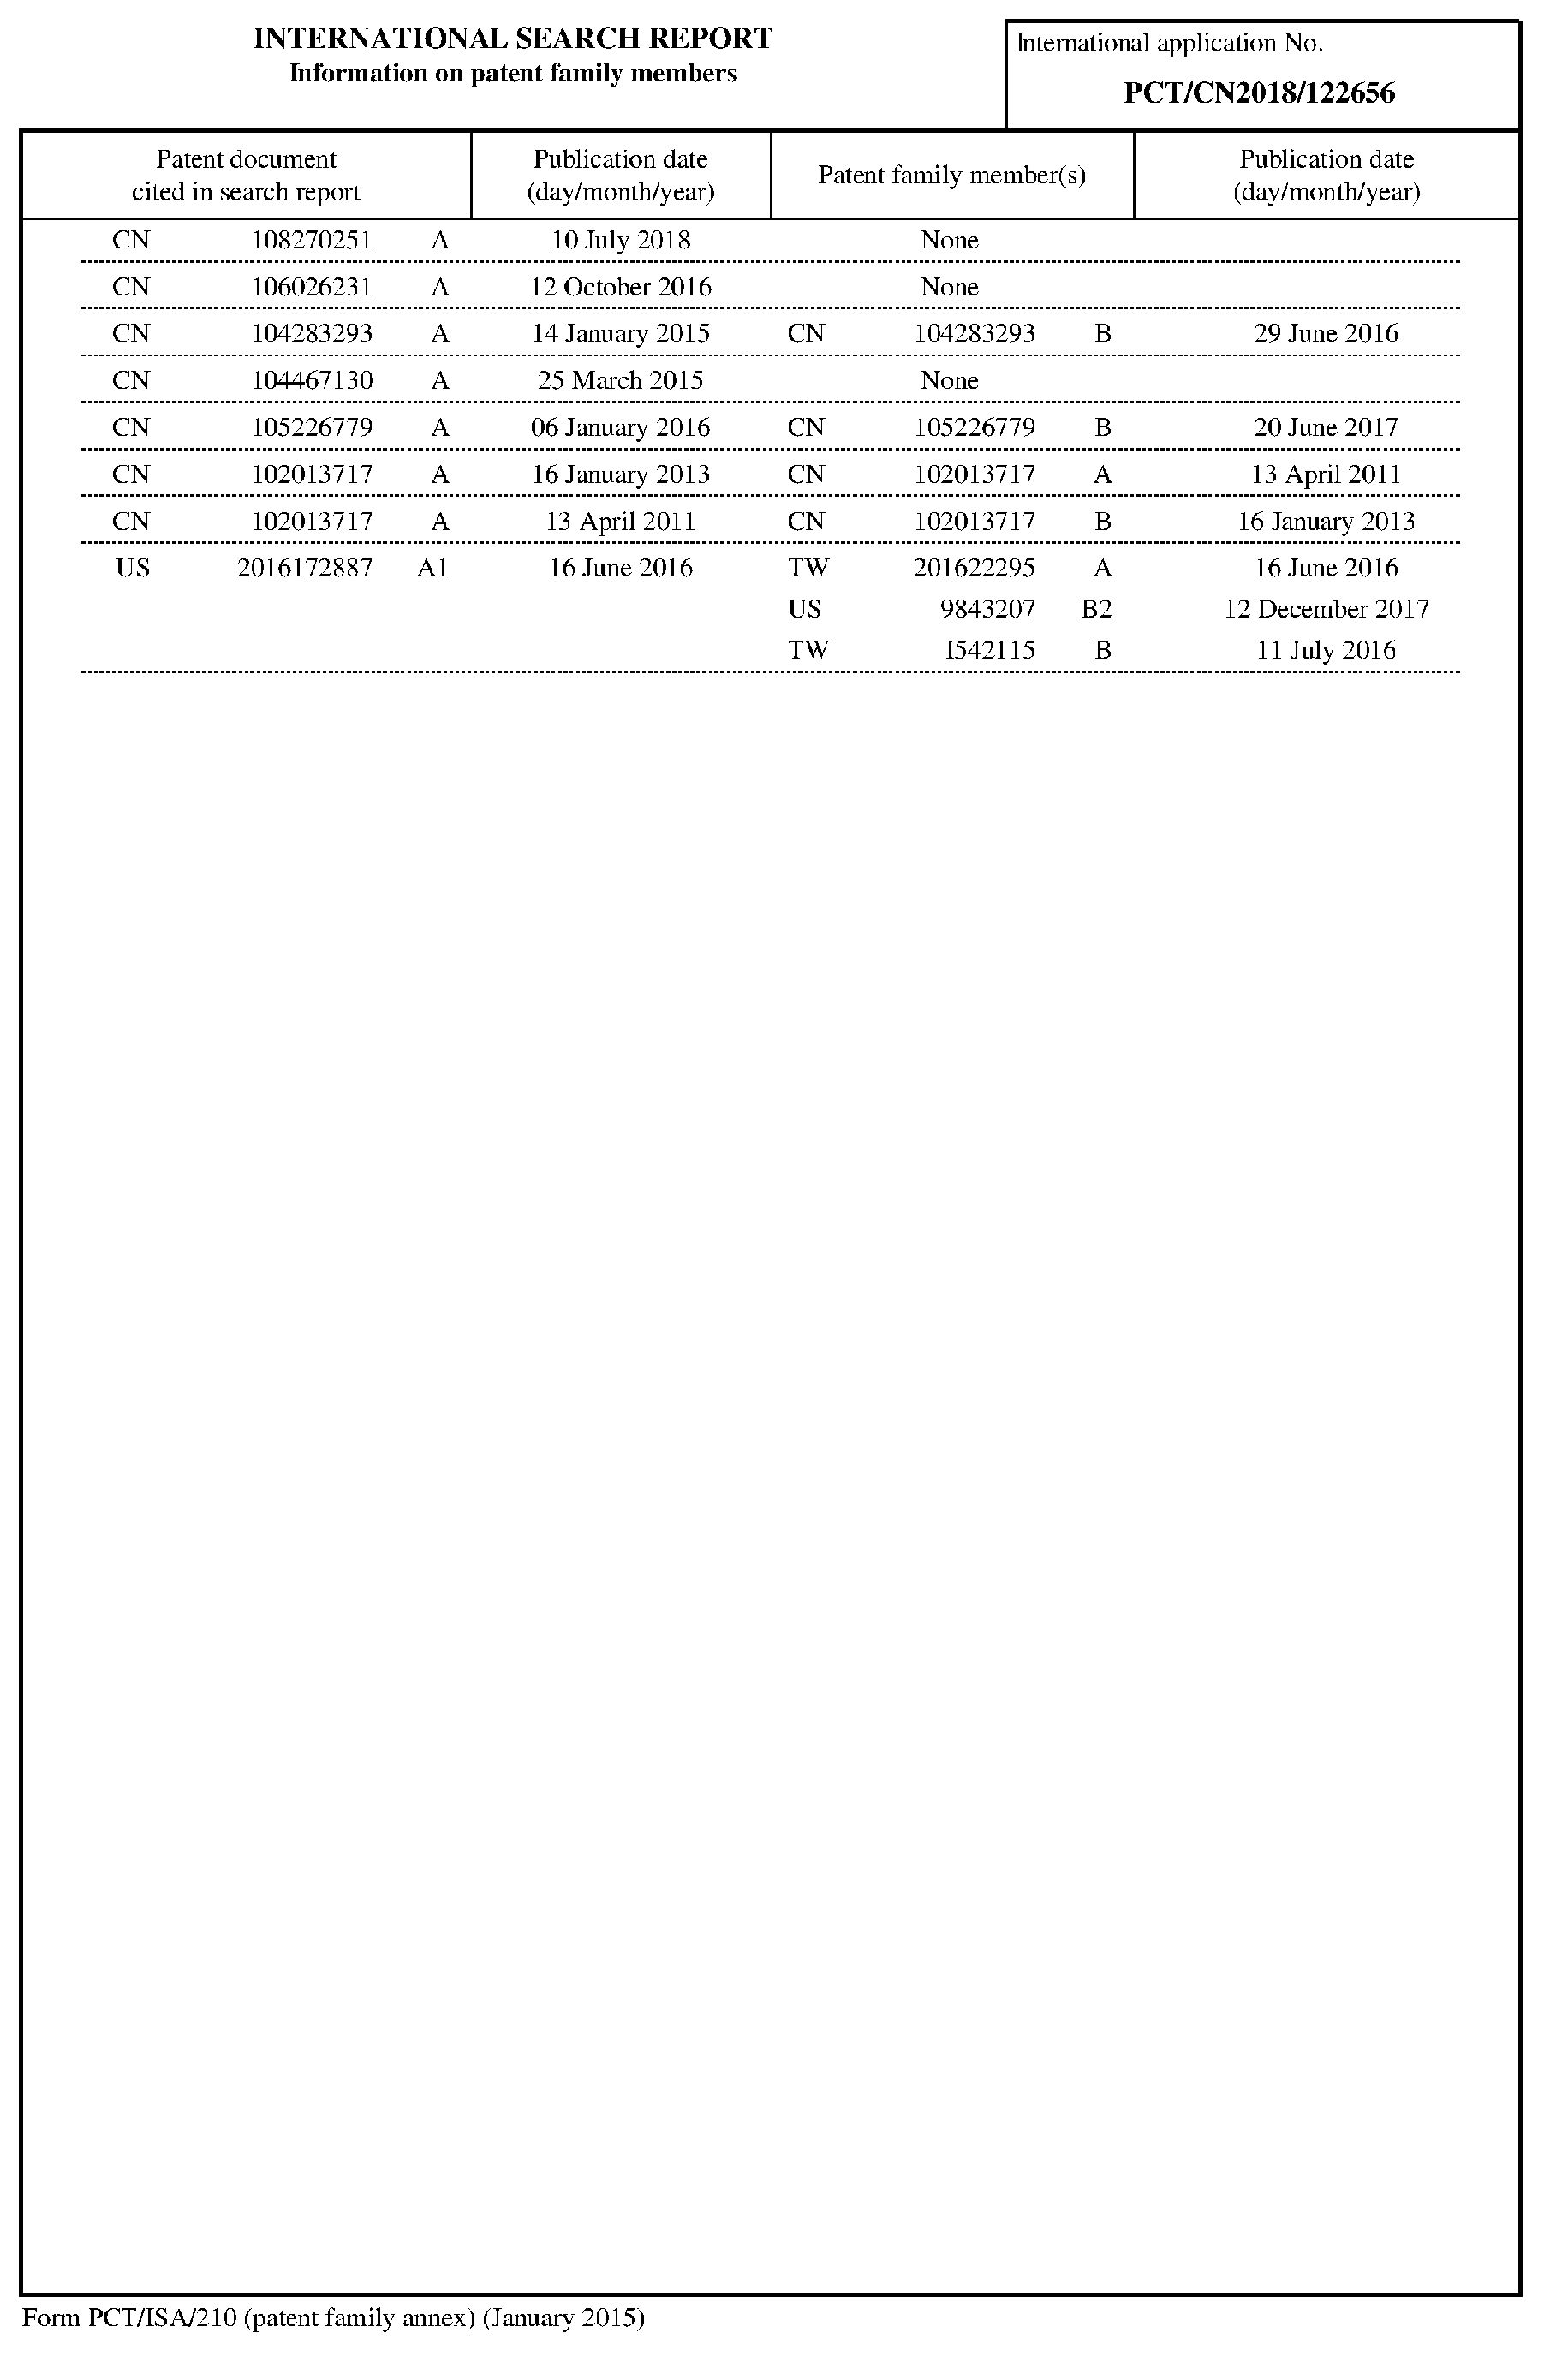 INTERNATIONAL SEARCH REPORT
Information on patent family members
International application No.
PCT/CN2018/122656
Patent document
cited in search report
Publication date
(day/month/year)
Patent family member(s)
Publication date
(day/month/year)
CN 108270251 A 10 July 2018 None
CN 106026231 A 12 October 2016 None
CN 104283293 A 14 January 2015 CN 104283293 B 29 June 2016
CN 104467130 A 25 March 2015 None
CN 105226779 A 06 January 2016 CN 105226779 B 20 June 2017
CN 102013717 A 16 January 2013 CN 102013717 A 13 April 2011
CN 102013717 A 13 April 2011 CN 102013717 B 16 January 2013
US 2016172887 A1 16 June 2016 TW 201622295 A 16 June 2016
US 9843207 B2 12 December 2017
TW I542115 B 11 July 2016
Form PCT/ISA/210 (patent family annex) (January 2015)